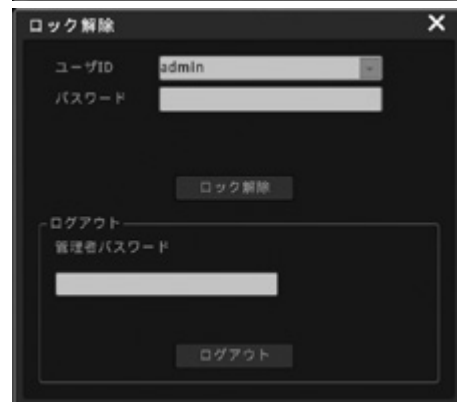 ロック解除
ユーザID
admin
パスワード
ロック解除
ログアウト
管理者パスワード
ログアウト